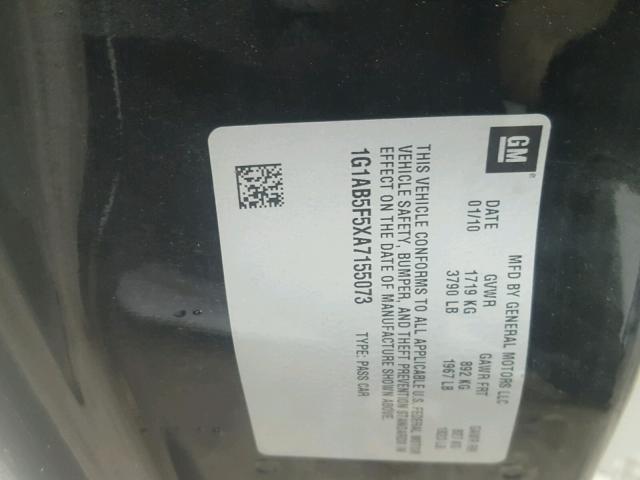 GM
MFD BY GENERAL MOTORS LLC
DATE GVWR GAWR FRT GAWR RR
01/10 1719 KG 892 KG
3790 LB 1967 LB
THIS VEHICLE CONFORMS TO ALL APPLICABLE U.S. FEDERAL MOTOR
VEHICLE SAFETY, BUMPER, AND THEFT PREVENTION STANDARDS IN
EFFECT ON THE DATE OF MANUFACTURE SHOWN ABOVE.
1G1AB5F5XA7155073 TYPE: PASS CAR